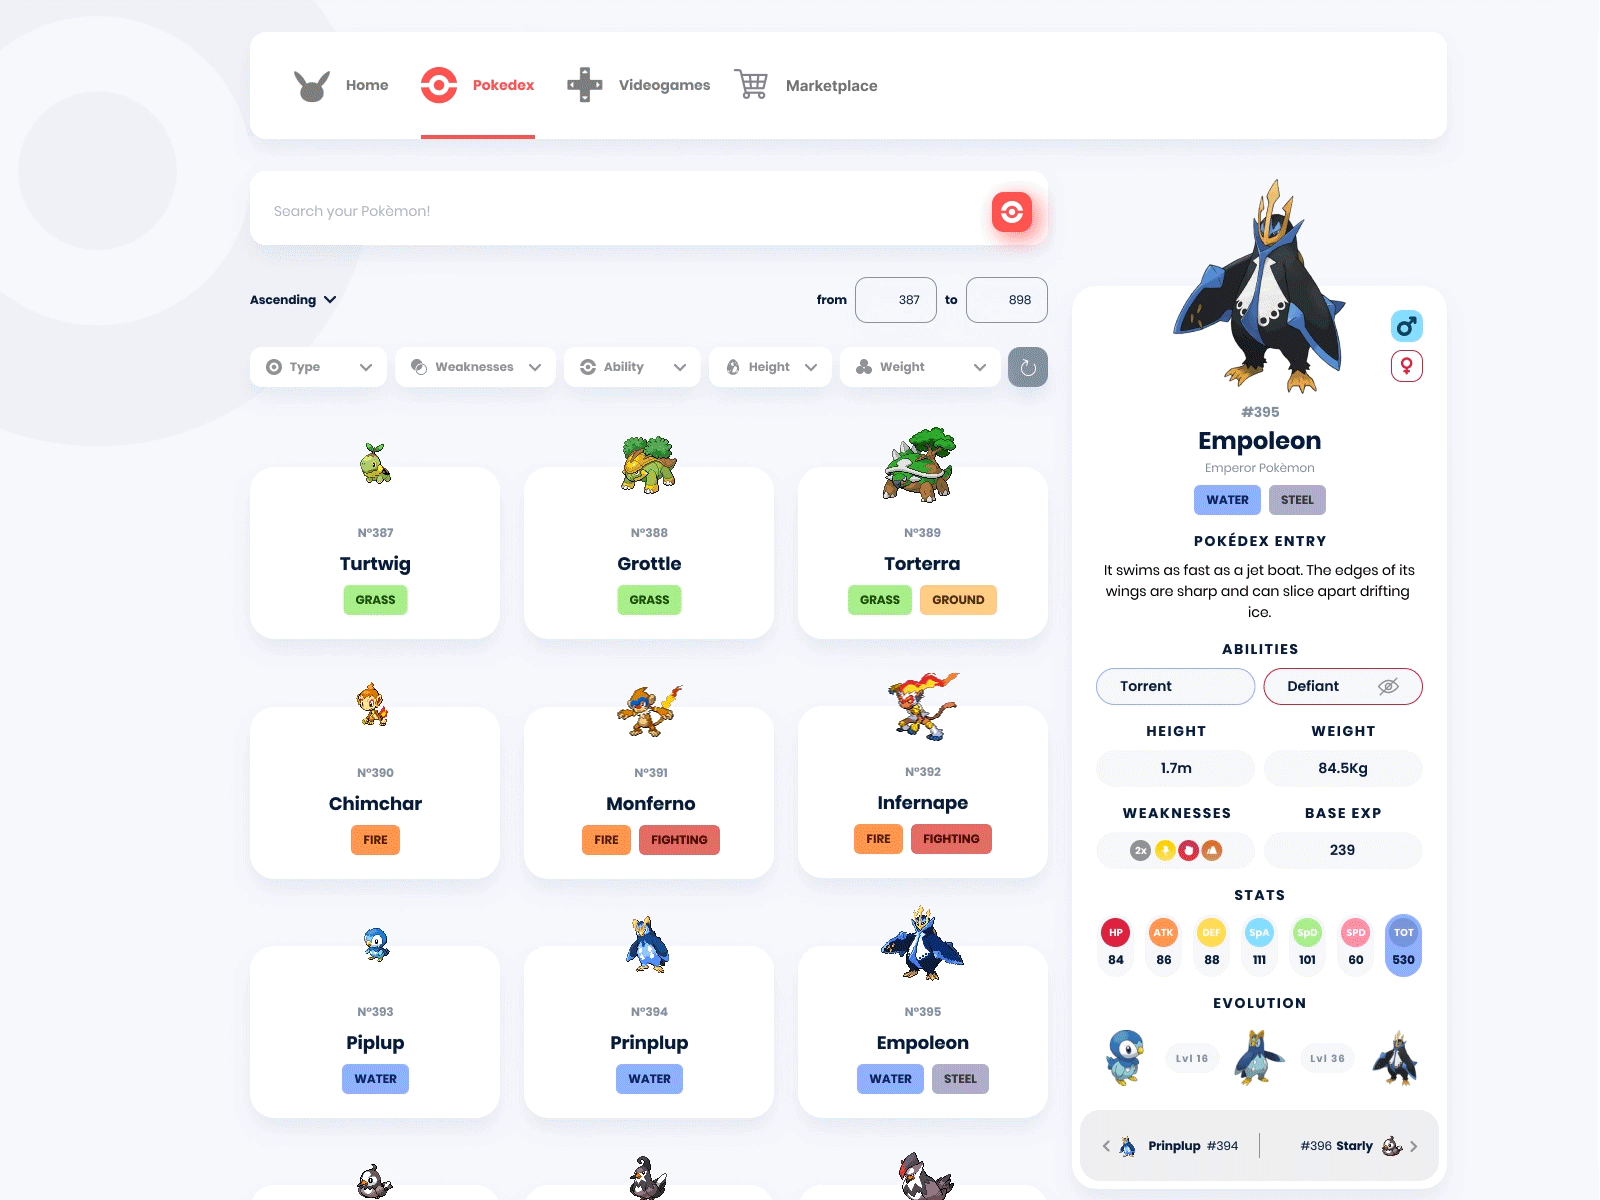 Home
Pokedex
Videogames
Marketplace
Search your Pokèmon!
Ascending
from 387 to 898
Type
Weaknesses
Ability
Height
Weight
N°387
Turtwig
GRASS
N°388
Grottle
GRASS
N°389
Torterra
GRASS GROUND
N°390
Chimchar
FIRE
N°391
Monferno
FIRE FIGHTING
N°392
Infernape
FIRE FIGHTING
N°393
Piplup
WATER
N°394
Prinplup
WATER
N°395
Empoleon
WATER STEEL
#395
Empoleon
Emperor Pokèmon
WATER STEEL
POKÉDEX ENTRY
It swims as fast as a jet boat. The edges of its
wings are sharp and can slice apart drifting
ice.
ABILITIES
Torrent Defiant
HEIGHT WEIGHT
1.7m 84.5Kg
WEAKNESSES BASE EXP
2x 239
STATS
HP ATK DEF SpA SpD SPD TOT
84 86 88 111 101 60 530
EVOLUTION
Lvl 16 Lvl 36
Prinplup #394 #396 Starly